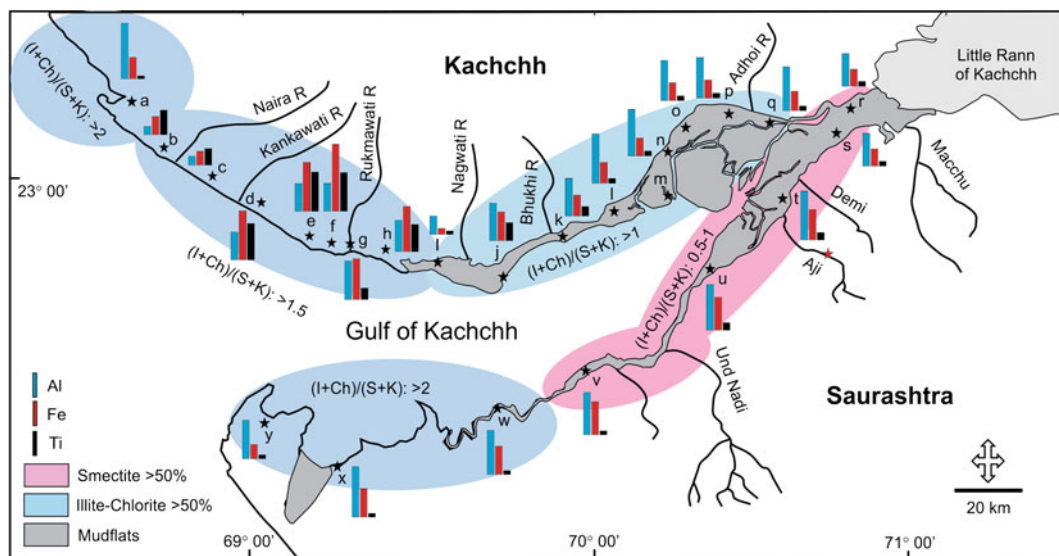 Kachchh
Little Rann
of Kachchh
Adhoi R
(I+Ch)/(S+K): >2
a
b
Naira R
c
Kankawati R
d
Rukmawati R
e
f
g
h
Nagwati R
i
Bhukhi R
j
k
l
m
n
o
p
q
r
s
t
u
v
w
x
y
23° 00'
(I+Ch)/(S+K): >1.5
(I+Ch)/(S+K): >1
(I+Ch)/(S+K): 0.5-1
Macchu
Demi
Aji
Und Nadi
Gulf of Kachchh
(I+Ch)/(S+K): >2
Saurashtra
Al
Fe
Ti
Smectite >50%
Illite-Chlorite >50%
Mudflats
20 km
69° 00'
70° 00'
71° 00'